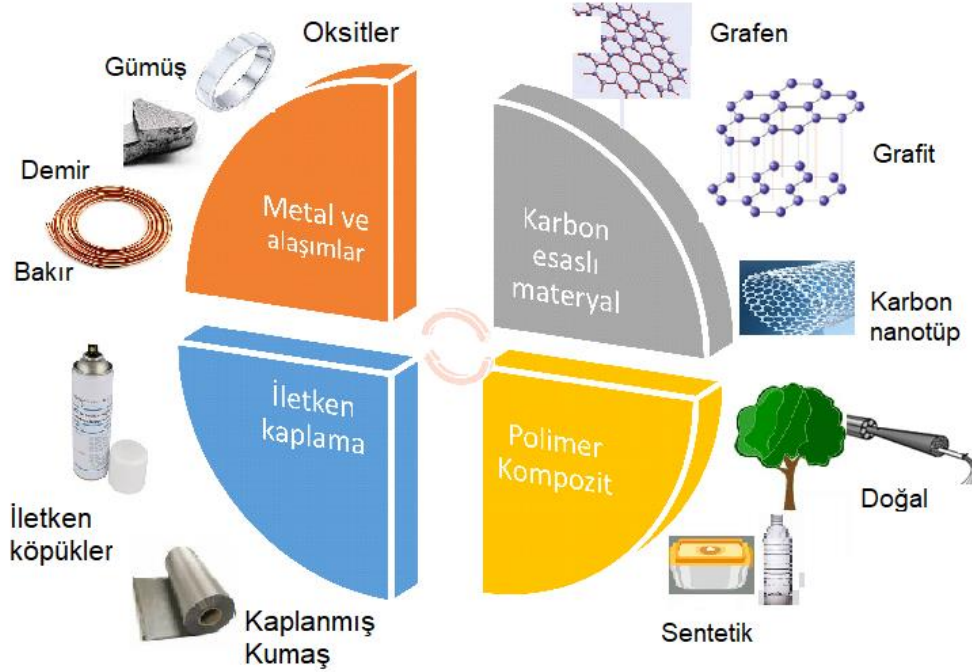 Oksitler
Gümüş
Demir
Bakır
Metal ve
alaşımlar
Grafen
Grafit
Karbon
nanotüp
Karbon
esaslı
materyal
İletken
kaplama
İletken
köpükler
Kaplanmış
Kumaş
Polimer
Kompozit
Doğal
Sentetik